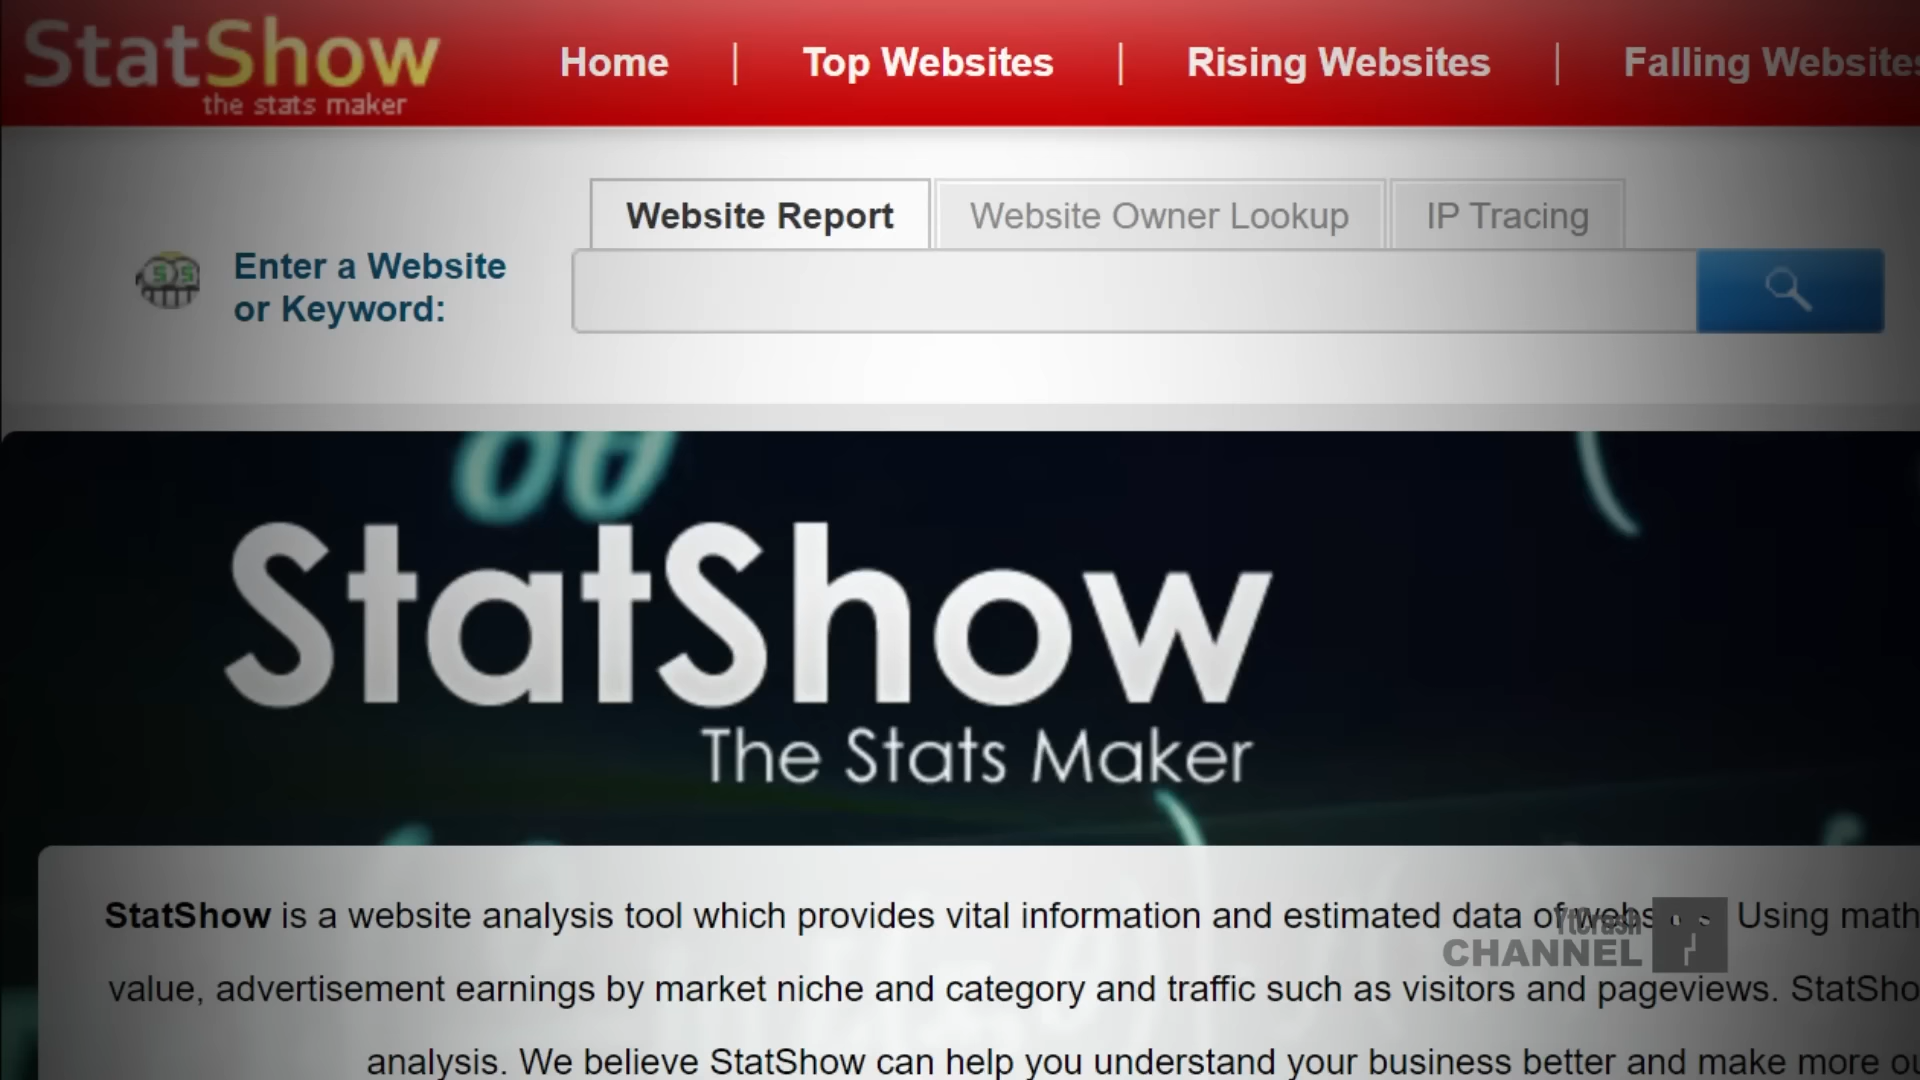 StatShow
the stats maker
Home | Top Websites | Rising Websites | Falling Websites
Website Report
Website Owner Lookup
IP Tracing
Enter a Website
or Keyword:
StatShow
The Stats Maker
StatShow is a website analysis tool which provides vital information and estimated data of Using math
value, advertisement earnings by market niche and category and traffic such as visitors and pageviews. StatSho
analysis. We believe StatShow can help you understand your business better and make more ou
YtCrash
CHANNEL